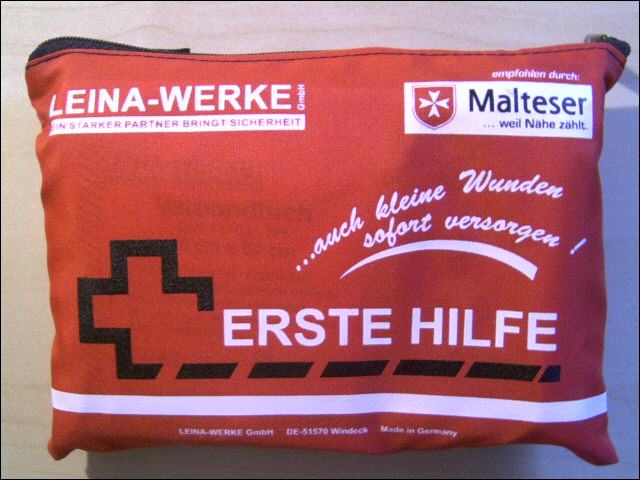 LEINA-WERKE GmbH
EIN STARKER PARTNER BRINGT SICHERHEIT
empfohlen durch:
Malteser
... weil Nähe zählt.
...auch kleine Wunden
sofort versorgen !
Verbandtuch
ERSTE HILFE
LEINA-WERKE GmbH DE-51570 Windeck Made in Germany